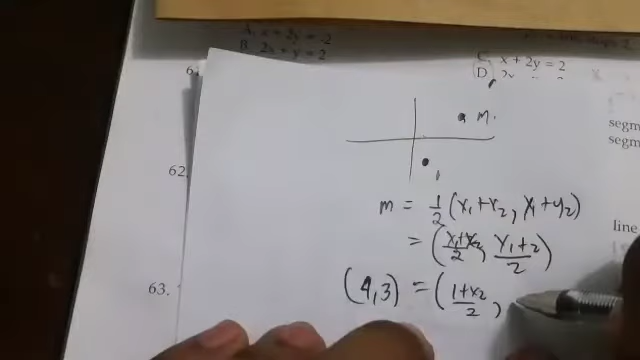 A. x + 2y = -2
B. 2x + y = 2
C. x + 2y = 2
D.
61
segm
segm
m.
62.
m = 1/2 (x₁+x₂, y₁+y₂)
line
= (x₁+x₂/2, y₁+2/2)
63.
(4,3) = (1+x₂/2,